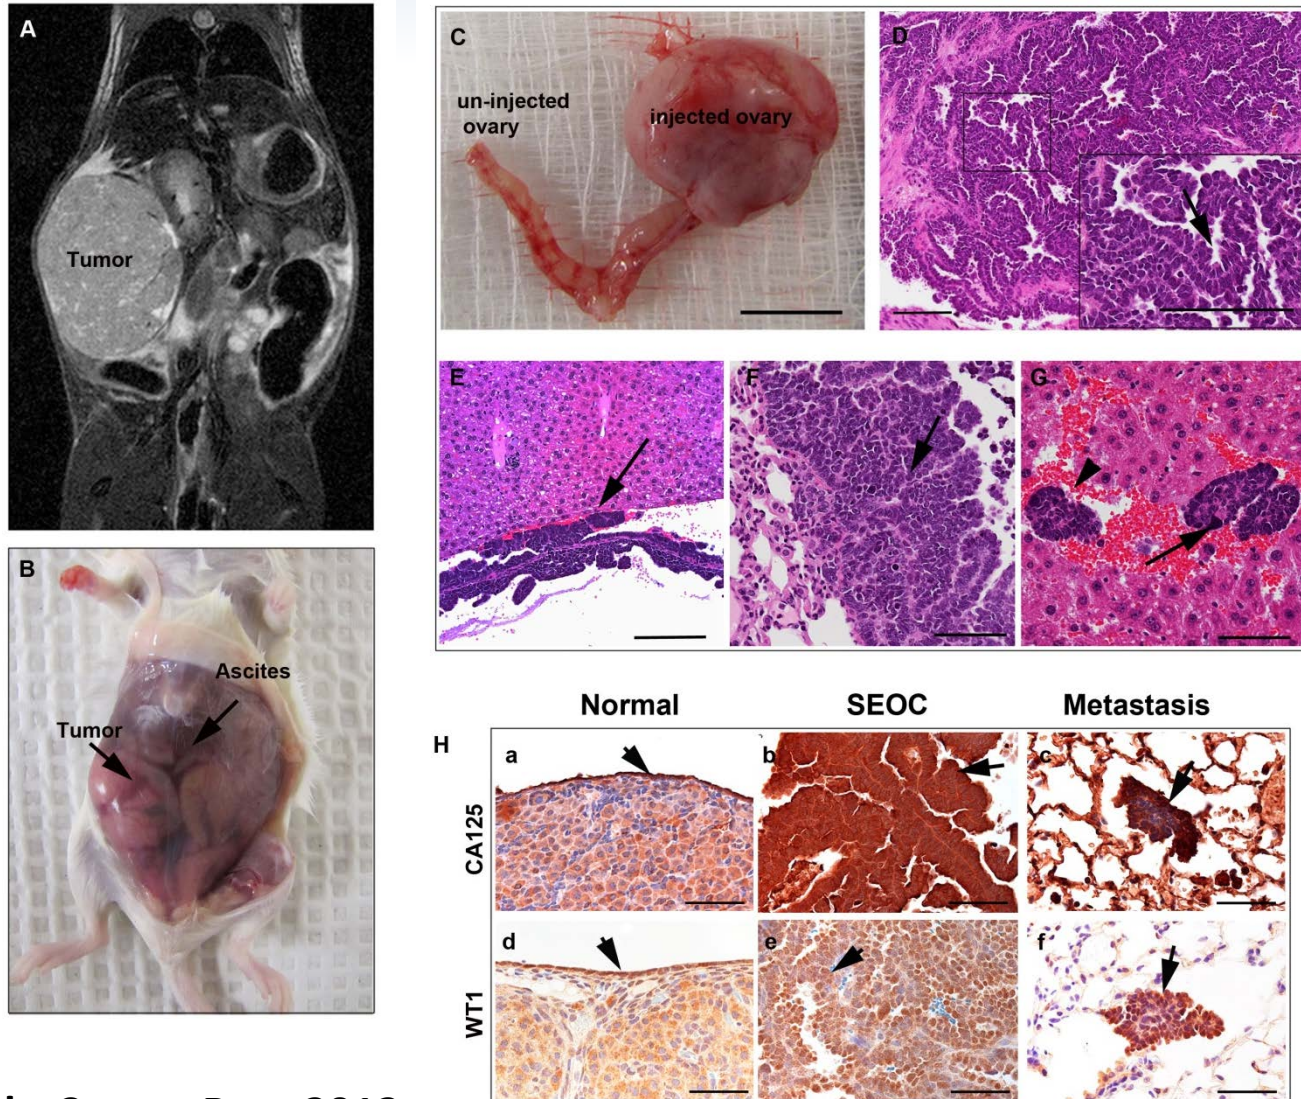 A
Tumor
B
Ascites
Tumor
C
un-injected
ovary
injected ovary
D
E
F
G
Normal
SEOC
Metastasis
H
CA125
a
b
c
WT1
d
e
f